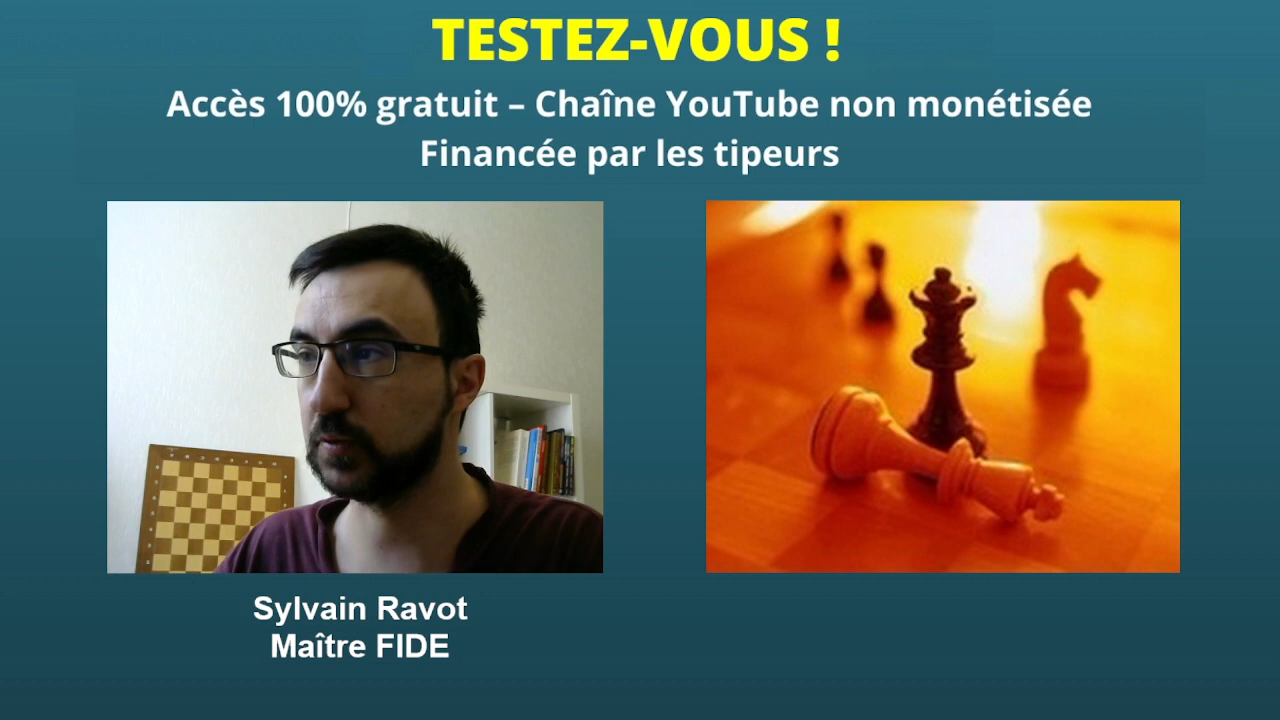 TESTEZ-VOUS !
Accès 100% gratuit – Chaîne YouTube non monétisée
Financée par les tipeurs
Sylvain Ravot
Maître FIDE